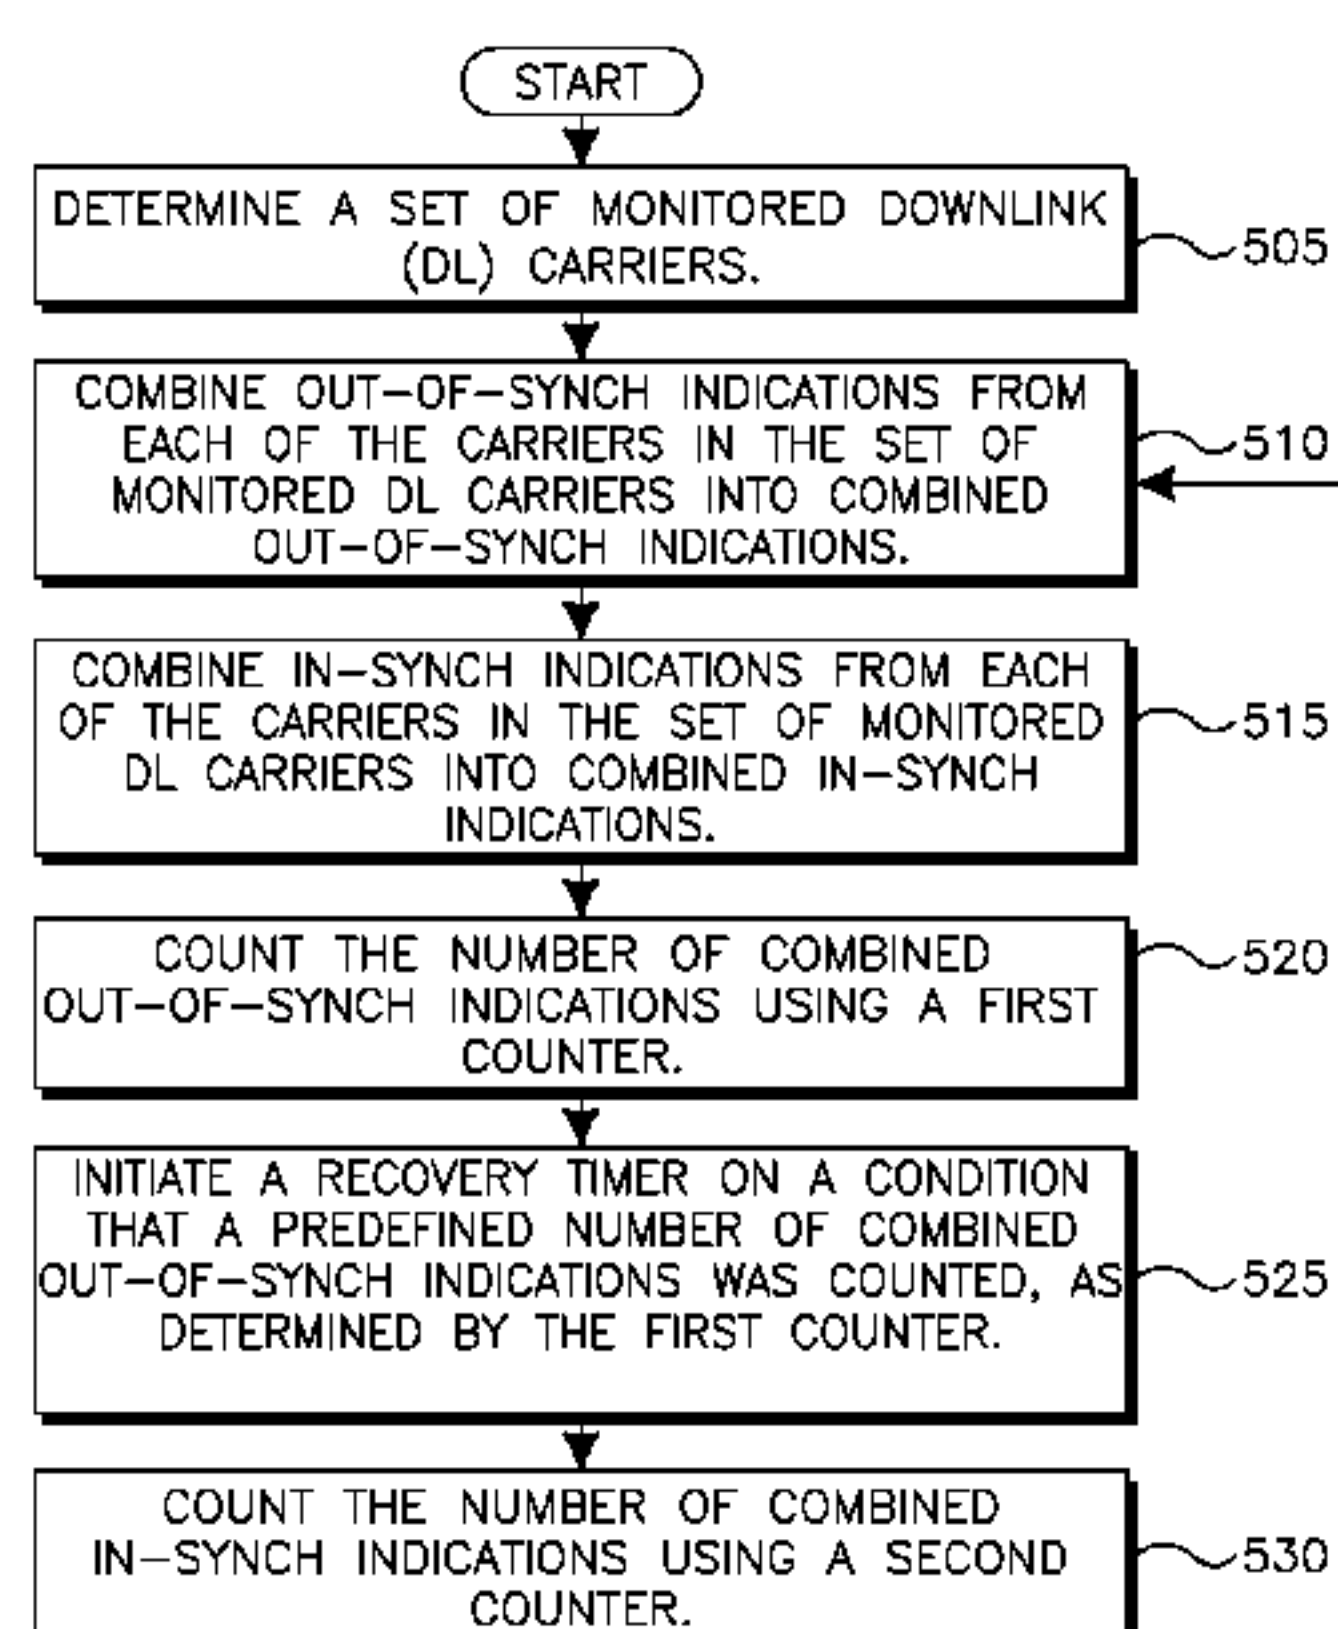 START
DETERMINE A SET OF MONITORED DOWNLINK
(DL) CARRIERS.
505
COMBINE OUT-OF-SYNCH INDICATIONS FROM
EACH OF THE CARRIERS IN THE SET OF
MONITORED DL CARRIERS INTO COMBINED
OUT-OF-SYNCH INDICATIONS.
510
COMBINE IN-SYNCH INDICATIONS FROM EACH
OF THE CARRIERS IN THE SET OF MONITORED
DL CARRIERS INTO COMBINED IN-SYNCH
INDICATIONS.
515
COUNT THE NUMBER OF COMBINED
OUT-OF-SYNCH INDICATIONS USING A FIRST
COUNTER.
520
INITIATE A RECOVERY TIMER ON A CONDITION
THAT A PREDEFINED NUMBER OF COMBINED
OUT-OF-SYNCH INDICATIONS WAS COUNTED, AS
DETERMINED BY THE FIRST COUNTER.
525
COUNT THE NUMBER OF COMBINED
IN-SYNCH INDICATIONS USING A SECOND
COUNTER.
530